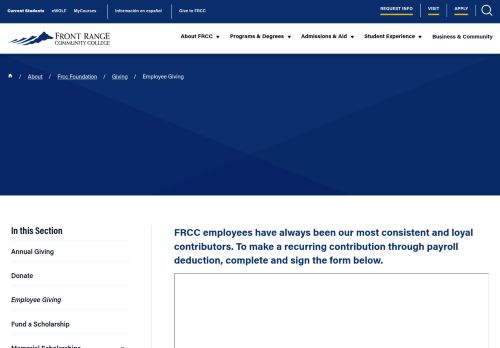 Current Students eWOLF MyCourses Información en español Give to FRCC REQUEST INFO VISIT APPLY
FRONT RANGE
COMMUNITY COLLEGE
About FRCC Programs & Degrees Admissions & Aid Student Experience Business & Community
/ About / Frcc Foundation / Giving / Employee Giving
In this Section
Annual Giving
Donate
Employee Giving
Fund a Scholarship
Memorial Scholarships
FRCC employees have always been our most consistent and loyal
contributors. To make a recurring contribution through payroll
deduction, complete and sign the form below.